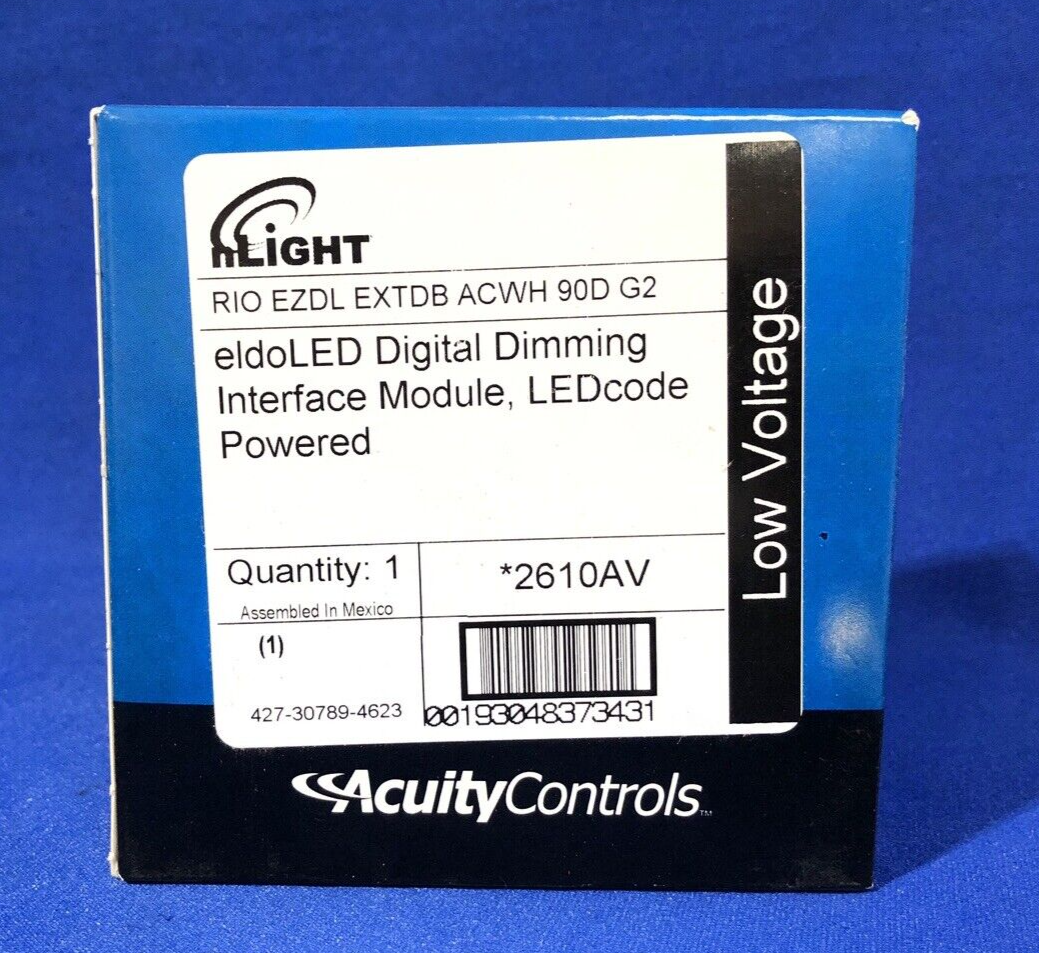 nLiGHT
RIO EZDL EXTDB ACWH 90D G2
eldoLED Digital Dimming
Interface Module, LEDcode
Powered
Low Voltage
Quantity: 1
*2610AV
Assembled In Mexico
(1)
427-30789-4623
00193048373431
AcuityControls™